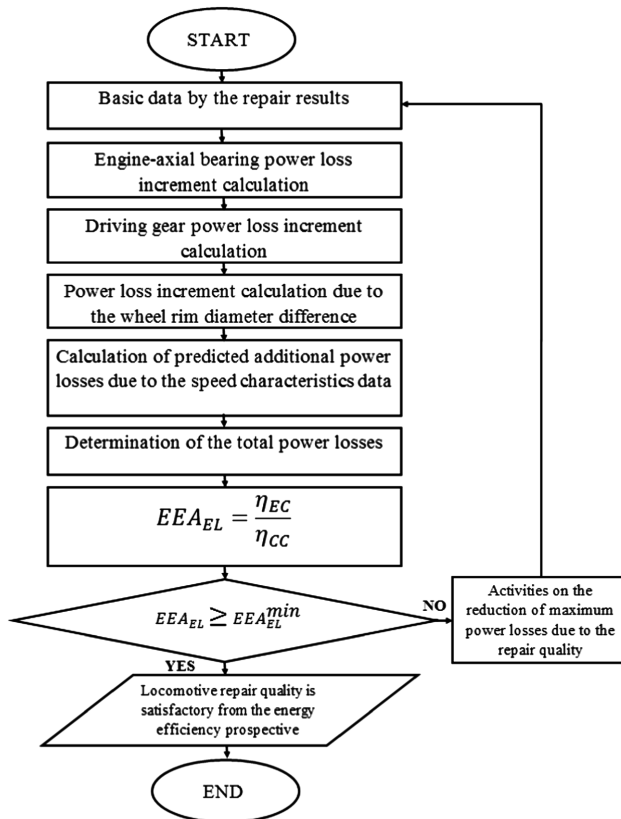 START
Basic data by the repair results
Engine-axial bearing power loss
increment calculation
Driving gear power loss increment
calculation
Power loss increment calculation due to
the wheel rim diameter difference
Calculation of predicted additional power
losses due to the speed characteristics data
Determination of the total power losses
EEA_EL = η_EC / η_CC
EEA_EL ≥ EEA_EL^min
NO
Activities on the
reduction of maximum
power losses due to the
repair quality
YES
Locomotive repair quality is
satisfactory from the energy
efficiency prospective
END